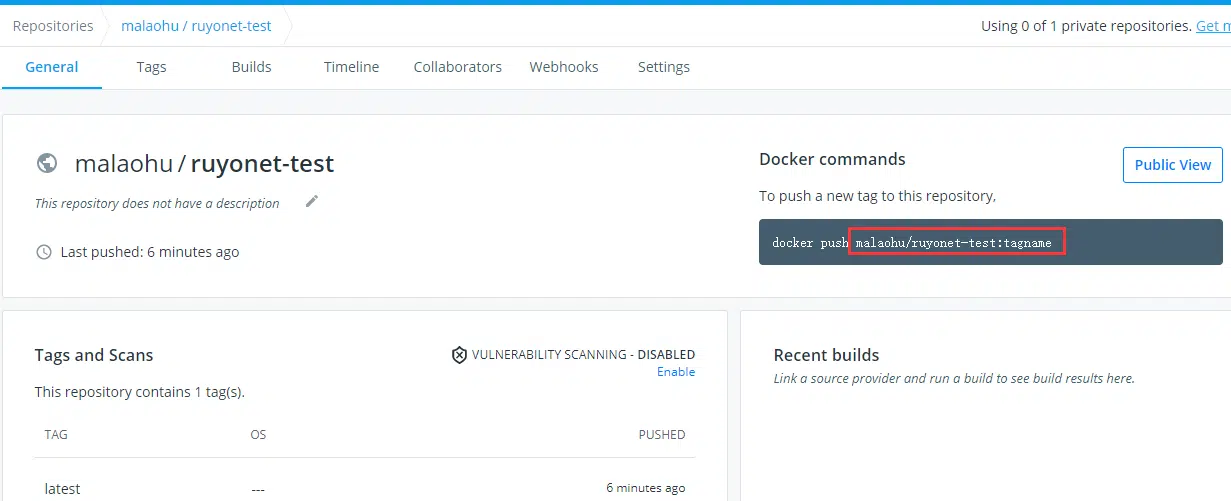 Repositories malaohu / ruyonet-test Using 0 of 1 private repositories. Get
General Tags Builds Timeline Collaborators Webhooks Settings
malaohu / ruyonet-test
This repository does not have a description
Last pushed: 6 minutes ago
Docker commands
Public View
To push a new tag to this repository,
docker push malaohu/ruyonet-test:tagname
Tags and Scans
VULNERABILITY SCANNING - DISABLED
Enable
This repository contains 1 tag(s).
TAG OS PUSHED
latest --- 6 minutes ago
Recent builds
Link a source provider and run a build to see build results here.